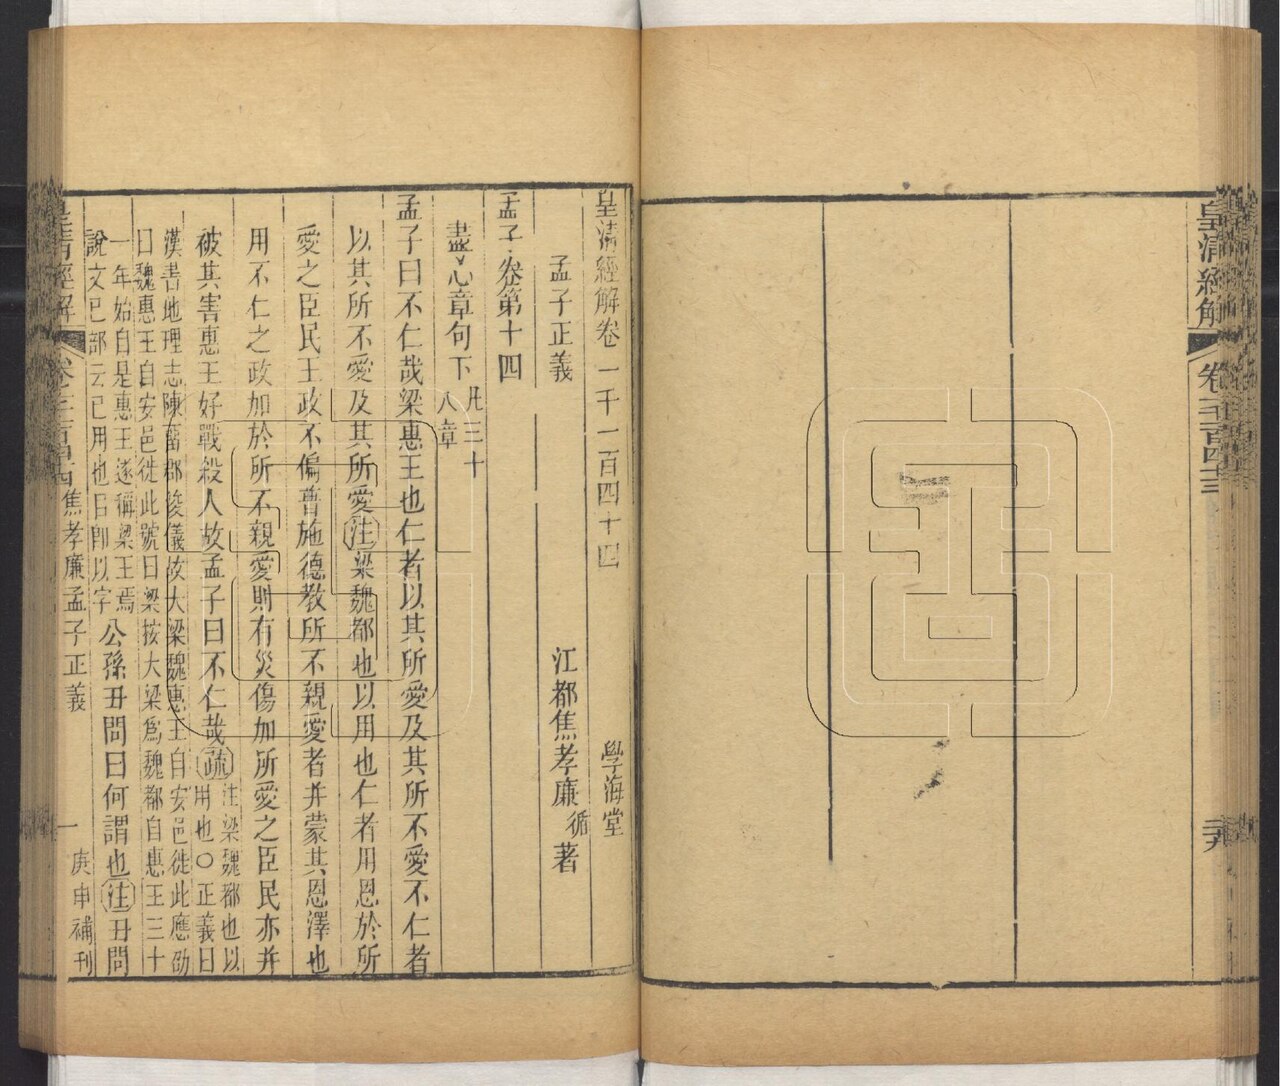 皇清經解
皇清經解卷一千一百四十四
學海堂
孟子正義
江都焦孝廉循著
孟子卷第十四
盡心章句下凡三十八章
孟子曰不仁哉梁惠王也仁者以其所愛及其所不愛不仁者
以其所不愛及其所愛注梁魏都也以用也仁者用恩於所
愛之臣民王政不偏普施德教所不親愛者并蒙其恩澤也
用不仁之政加於所不親愛則有災傷加所愛之臣民亦并
被其害惠王好戰殺人故孟子曰不仁哉疏注梁魏都也以
用也○正義曰
漢書地理志陳留郡浚儀故大梁魏惠王自安邑徙此應劭
曰魏惠王自安邑徙此號曰梁按大梁爲魏都自惠王三十
一年始自是惠王遂稱梁王焉
說文巳部云㠯用也㠯即以字
公孫丑問曰何謂也注丑問
皇清經解
焦孝廉孟子正義
一
庚申補刊